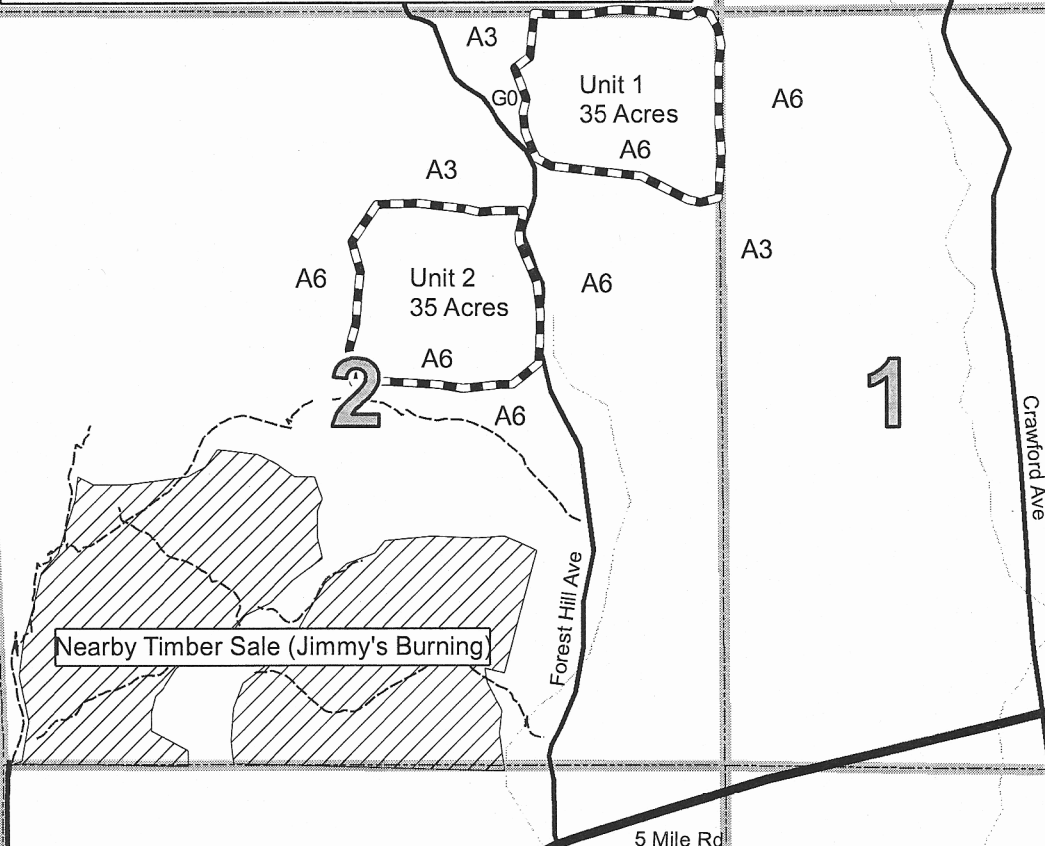 A3
Unit 1
35 Acres
A6
G0
A6
A3
A3
A6
Unit 2
35 Acres
A6
A6
2
1
A6
Crawford Ave
Forest Hill Ave
Nearby Timber Sale (Jimmy's Burning)
5 Mile Rd